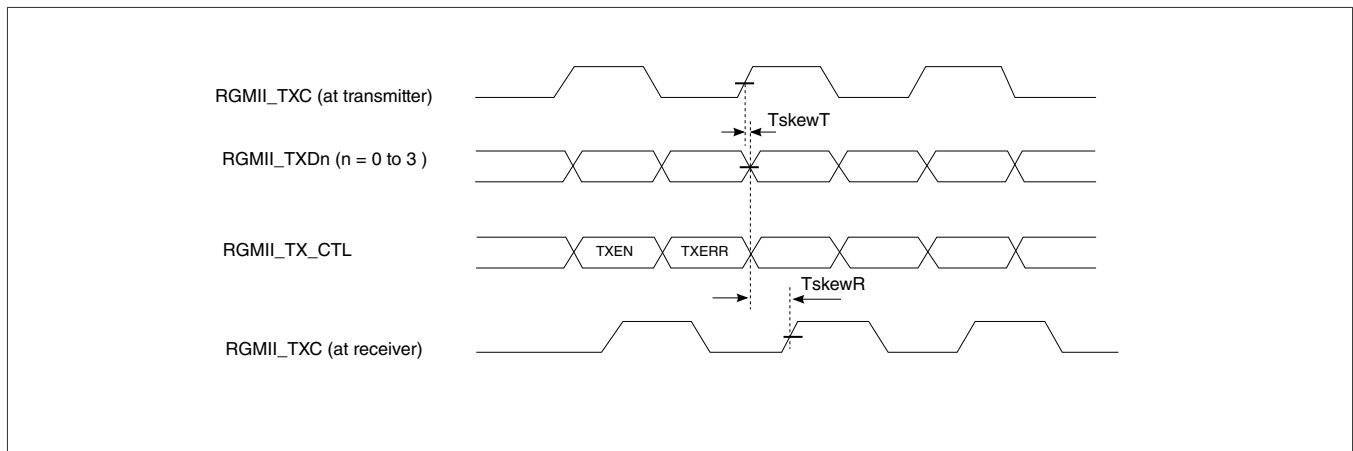 RGMII_TXC (at transmitter)
TskewT
RGMII_TXDn (n = 0 to 3 )
RGMII_TX_CTL
TXEN
TXERR
TskewR
RGMII_TXC (at receiver)